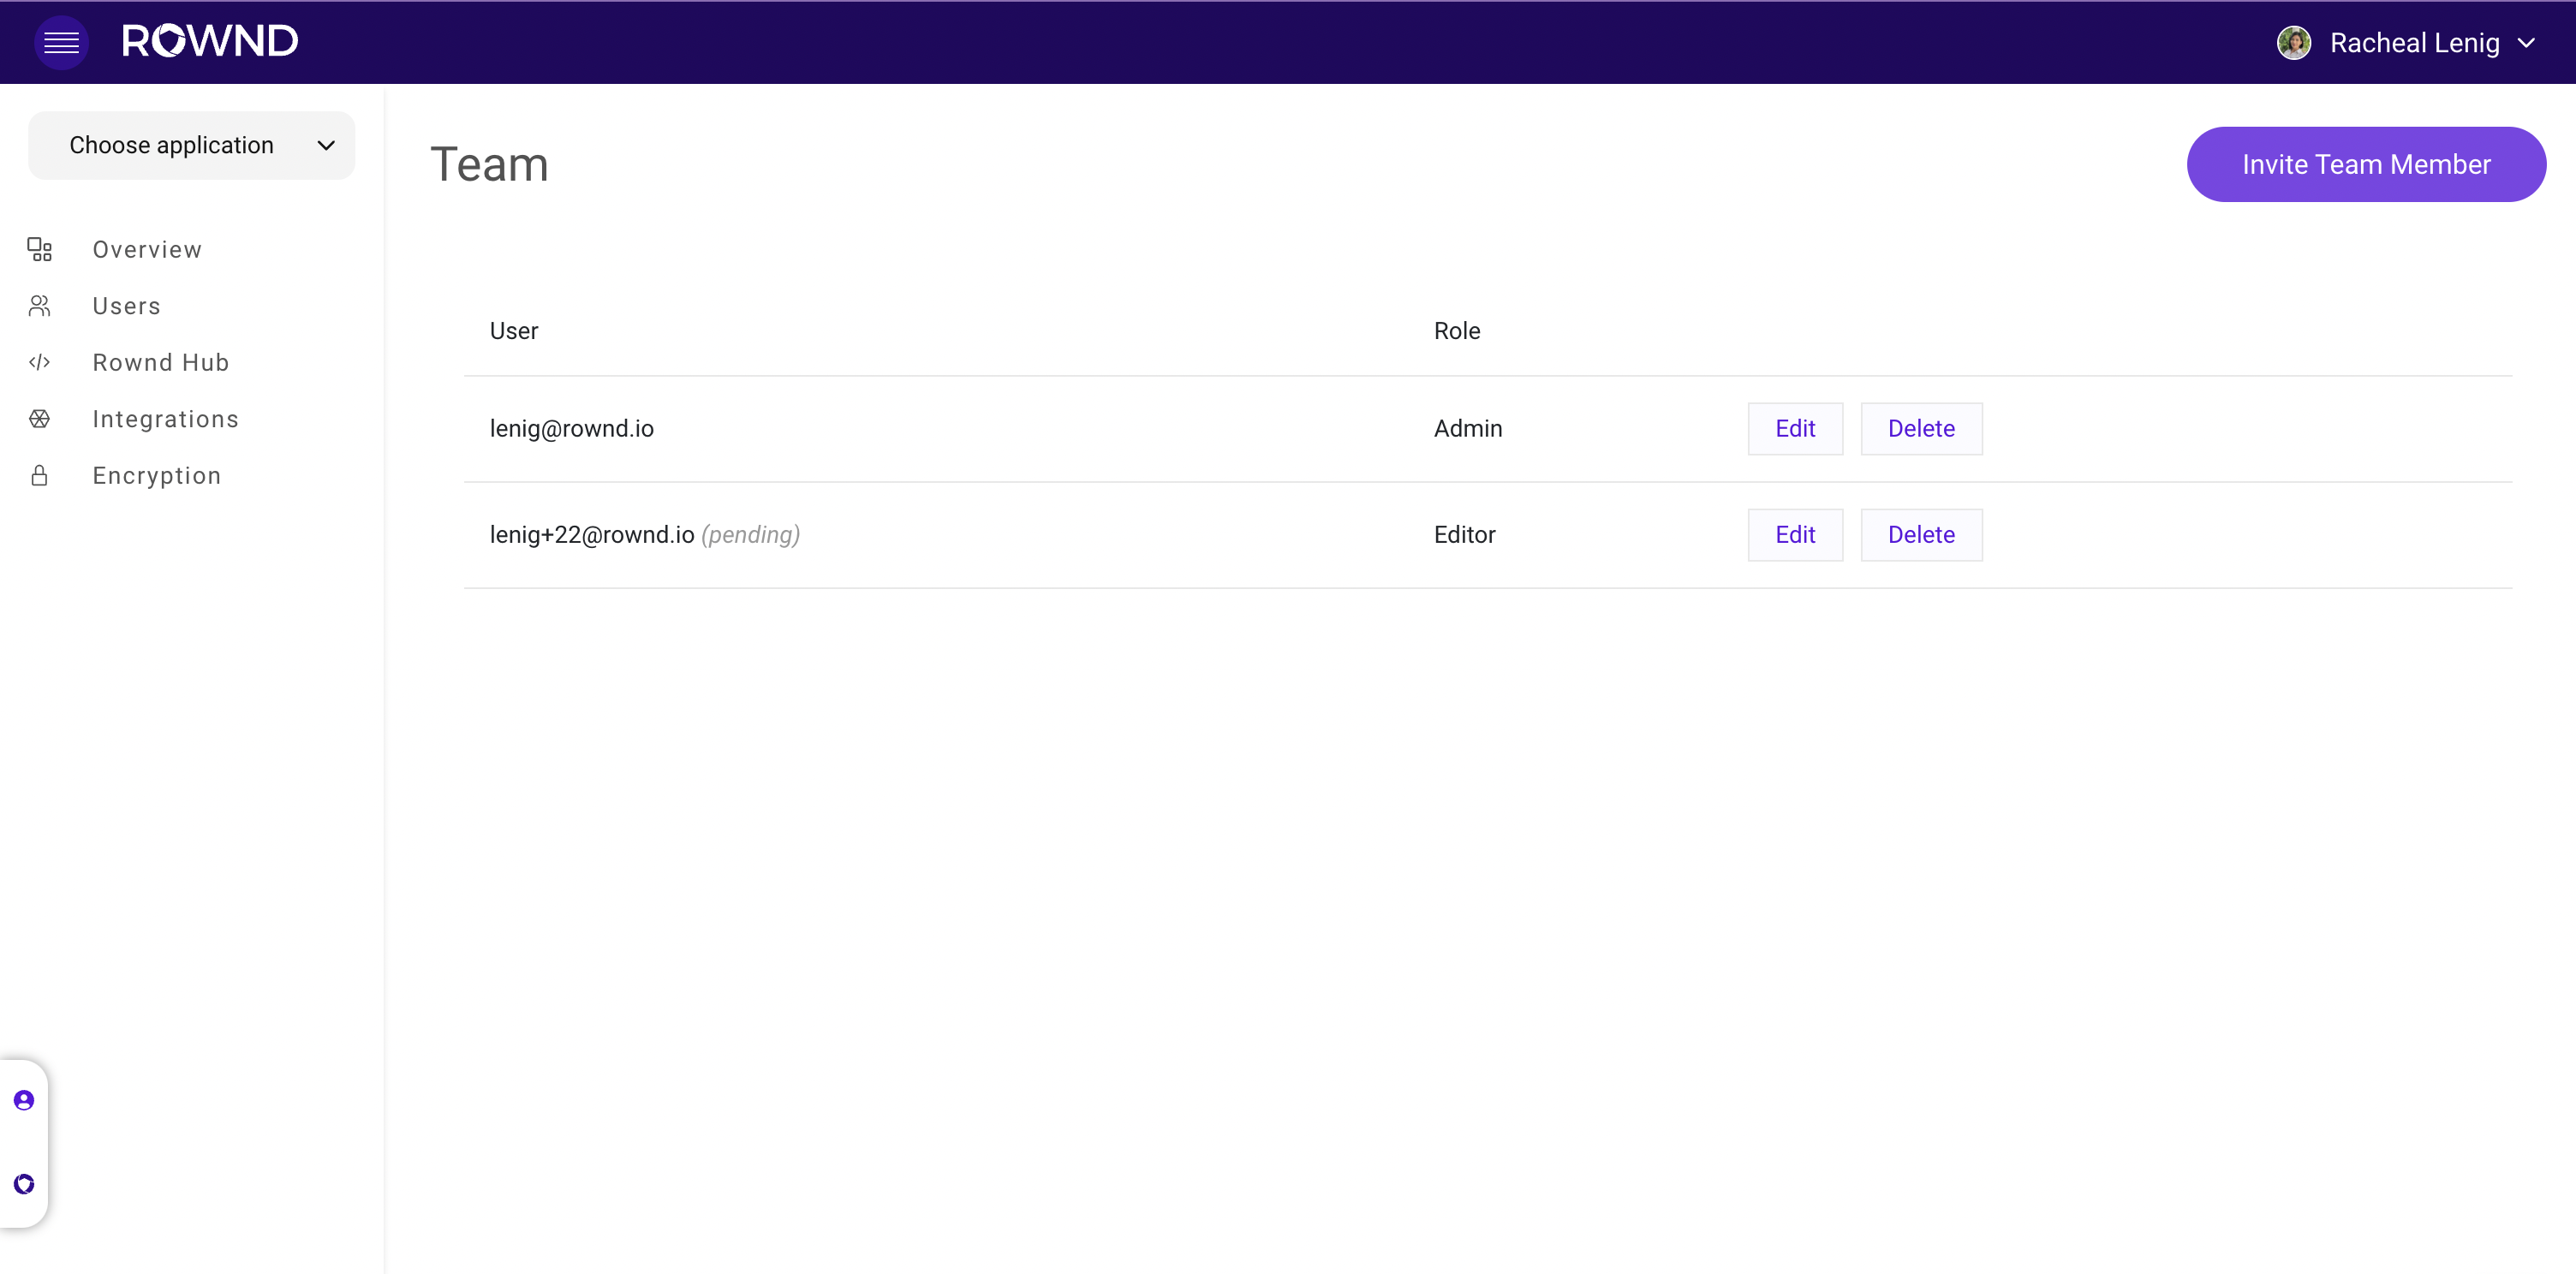 ROWND
Racheal Lenig
Choose application
Overview
Users
Rownd Hub
Integrations
Encryption
Team
Invite Team Member
User Role
lenig@rownd.io Admin Edit Delete
lenig+22@rownd.io (pending) Editor Edit Delete